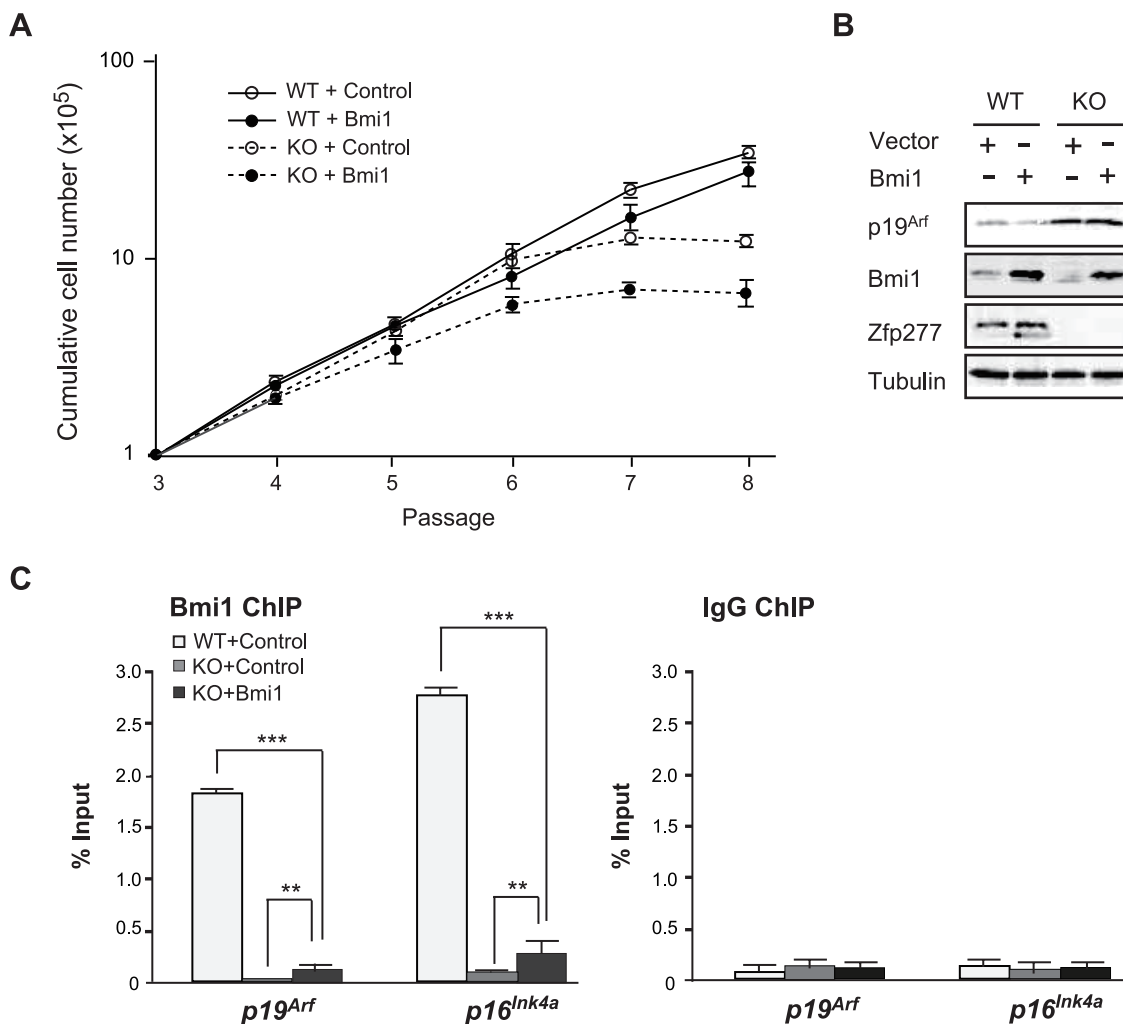 A
100
10
1
Cumulative cell number (x10⁵)
WT + Control
WT + Bmi1
KO + Control
KO + Bmi1
3 4 5 6 7 8
Passage
B
WT KO
Vector + - + -
Bmi1 - + - +
p19Arf
Bmi1
Zfp277
Tubulin
C
Bmi1 ChIP
WT+Control
KO+Control
KO+Bmi1
% Input
3.0
2.5
2.0
1.5
1.0
0.5
0
***
**
***
**
p19Arf p16Ink4a
IgG ChIP
% Input
3.0
2.5
2.0
1.5
1.0
0.5
0
p19Arf p16Ink4a